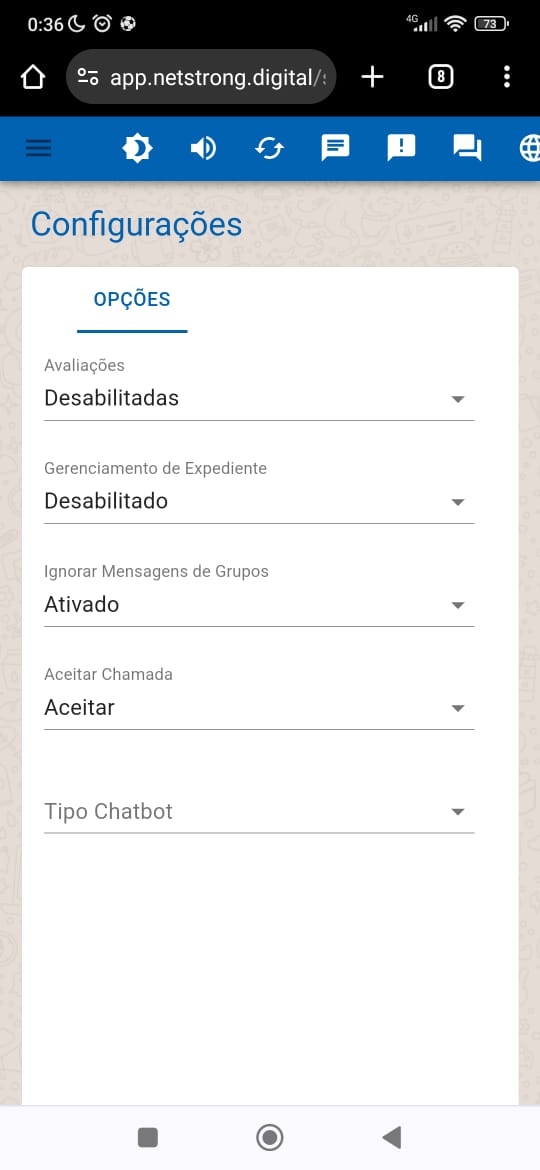 0:36
4G
73
app.netstrong.digital/
8
Configurações
OPÇÕES
Avaliações
Desabilitadas
Gerenciamento de Expediente
Desabilitado
Ignorar Mensagens de Grupos
Ativado
Aceitar Chamada
Aceitar
Tipo Chatbot